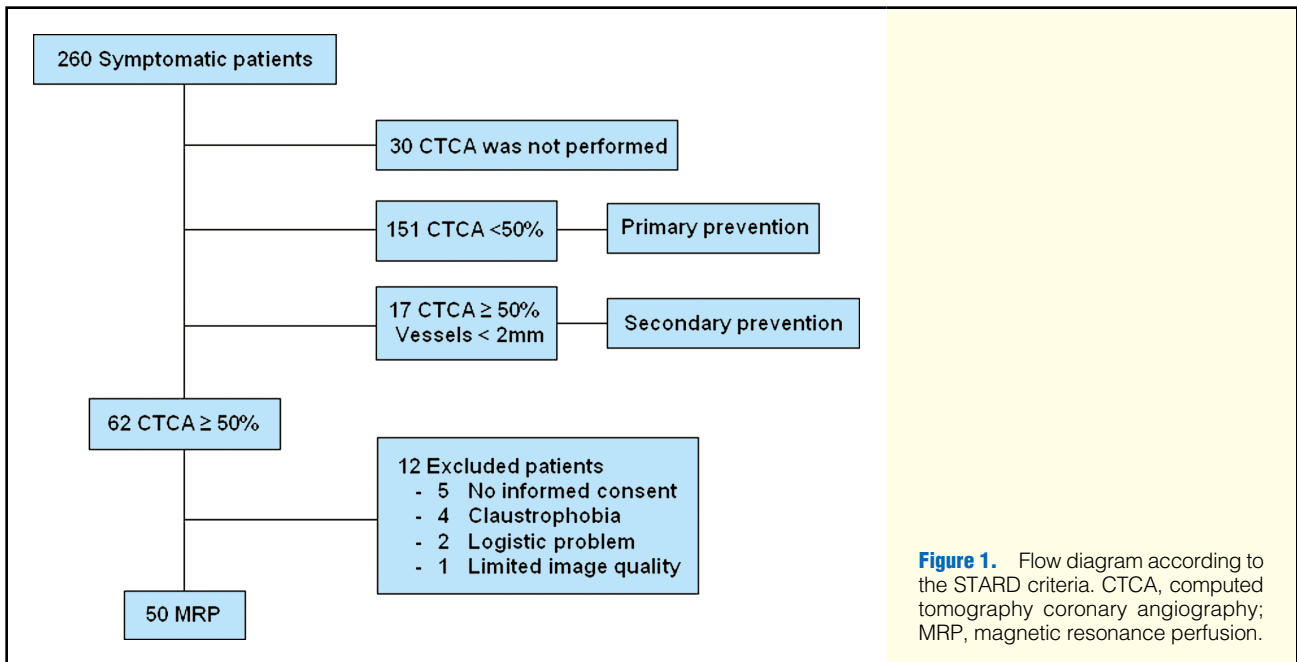 260 Symptomatic patients
30 CTCA was not performed
151 CTCA <50%
Primary prevention
17 CTCA ≥ 50%
Vessels < 2mm
Secondary prevention
62 CTCA ≥ 50%
12 Excluded patients
- 5 No informed consent
- 4 Claustrophobia
- 2 Logistic problem
- 1 Limited image quality
50 MRP
Figure 1. Flow diagram according to
the STARD criteria. CTCA, computed
tomography coronary angiography;
MRP, magnetic resonance perfusion.